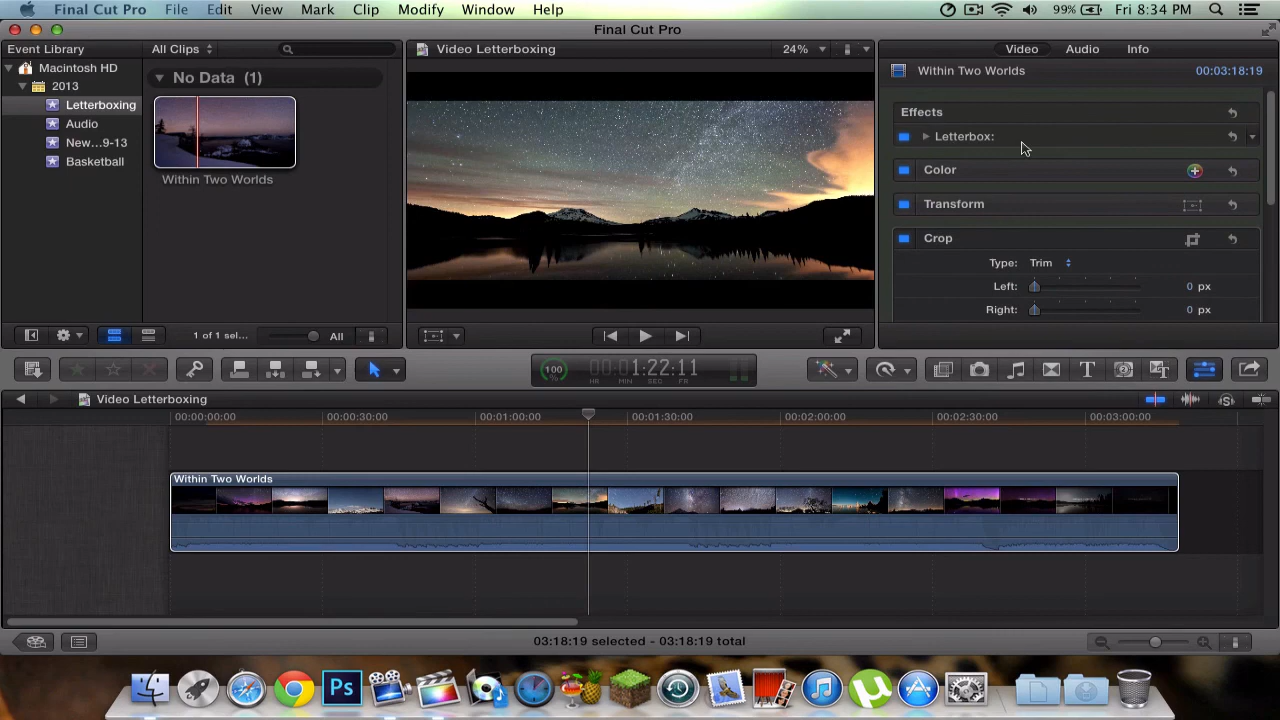 Final Cut Pro File Edit View Mark Clip Modify Window Help 99% Fri 8:34 PM
Final Cut Pro
Event Library All Clips Video Letterboxing 24% Video Audio Info
Macintosh HD No Data (1) Within Two Worlds 00:03:18:19
2013
Letterboxing
Audio
New...9-13
Basketball
Within Two Worlds
Effects
Letterbox:
Color
Transform
Crop
Type: Trim
Left: 0 px
Right: 0 px
1 of 1 sel... All
100 % 1:22:11
HR MIN SEC FR
Video Letterboxing
00:00:00:00 00:00:30:00 00:01:00:00 00:01:30:00 00:02:00:00 00:02:30:00 00:03:00:00
Within Two Worlds
03:18:19 selected - 03:18:19 total
Ps